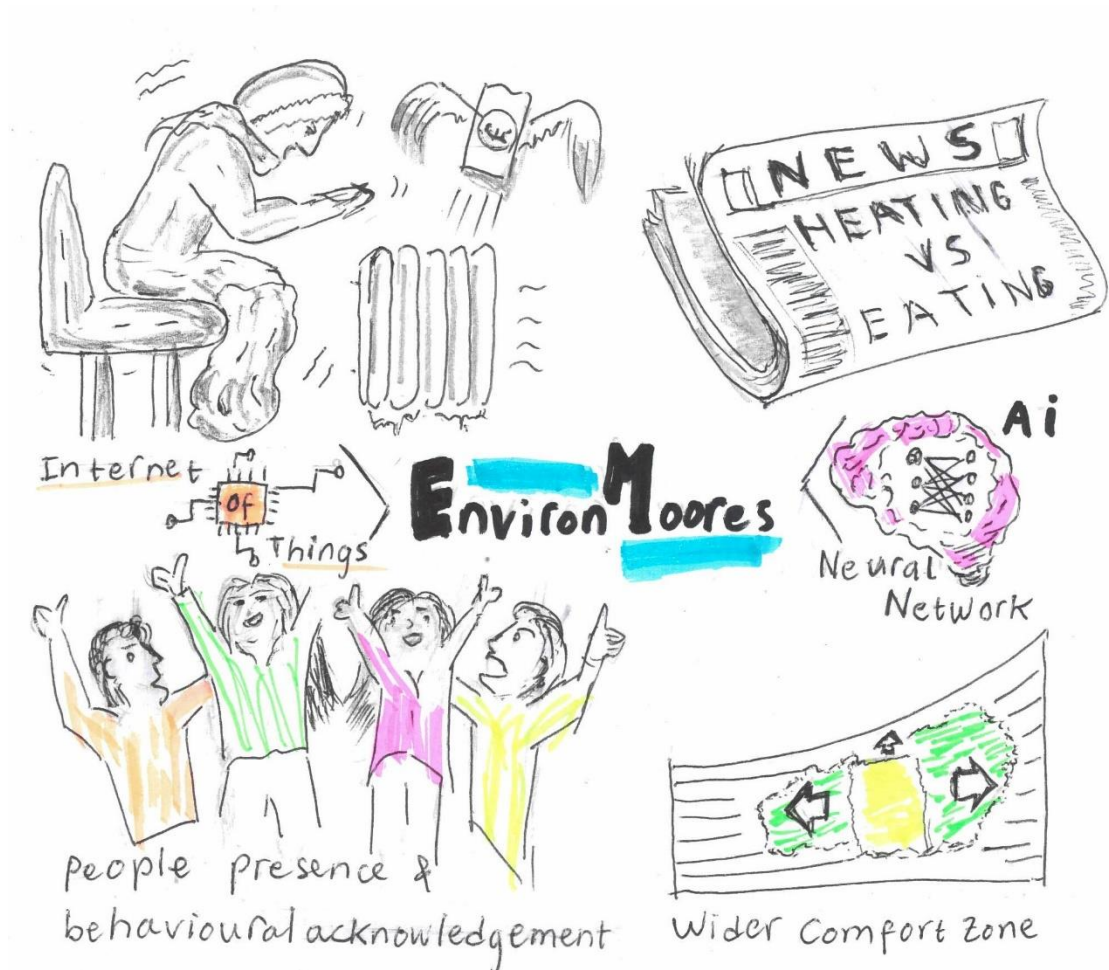 NEWS
HEATING
VS
EATING
Internet
of
Things
EnvironMoores
Ai
Neural
Network
people presence &
behavioural acknowledgement
Wider Comfort Zone